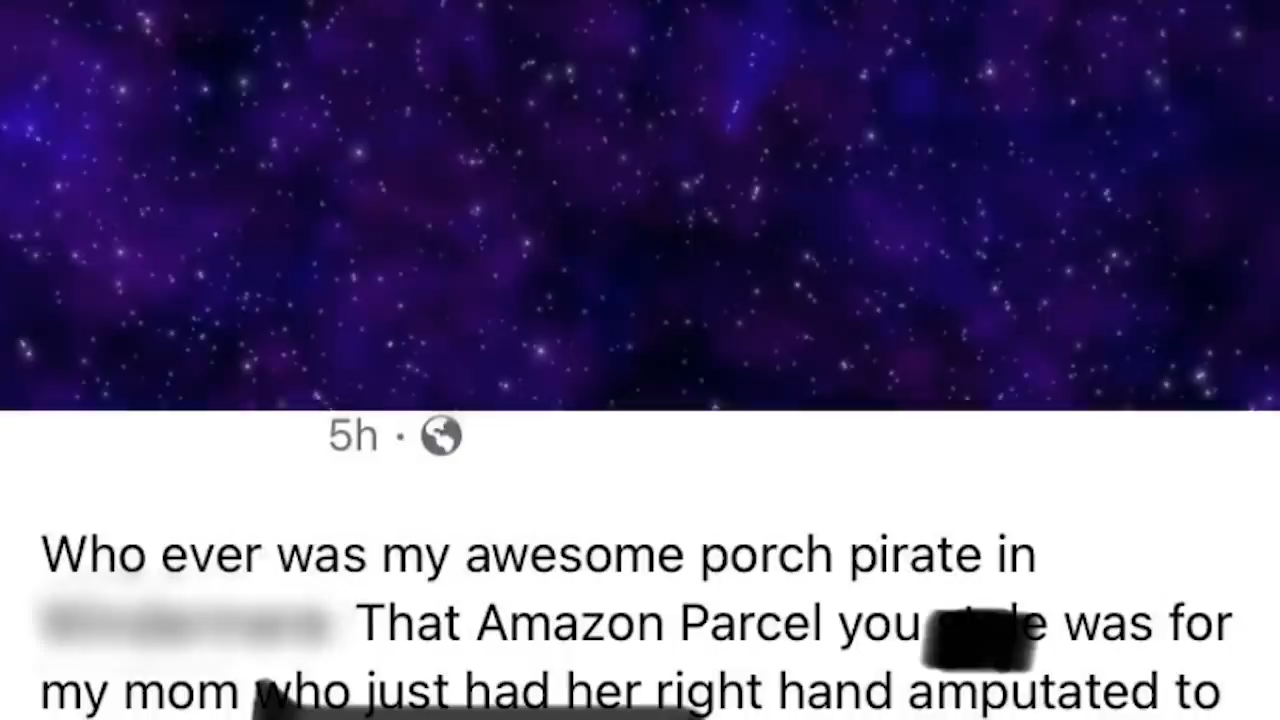 5h ·
Who ever was my awesome porch pirate in
That Amazon Parcel you was for
my mom who just had her right hand amputated to